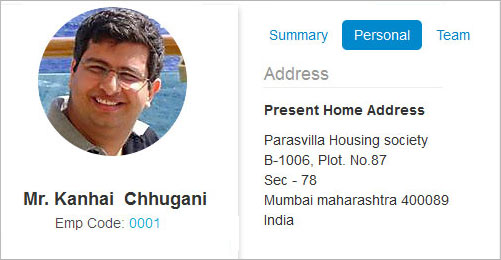 Summary Personal Team
Address
Present Home Address
Parasvilla Housing society
B-1006, Plot. No.87
Sec - 78
Mumbai maharashtra 400089
India
Mr. Kanhai Chhugani
Emp Code: 0001